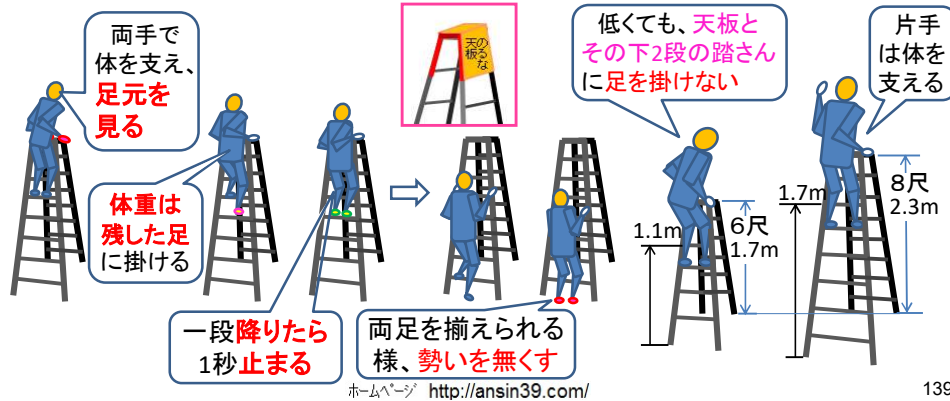 両手で
体を支え、
足元を
見る
体重は
残した足
に掛ける
一段降りたら
1秒止まる
のるな
天板
両足を揃えられる
様、勢いを無くす
低くても、天板と
その下2段の踏さん
に足を掛けない
片手
は体を
支える
1.1m
6尺
1.7m
1.7m
8尺
2.3m
ホームページ http://ansin39.com/
139